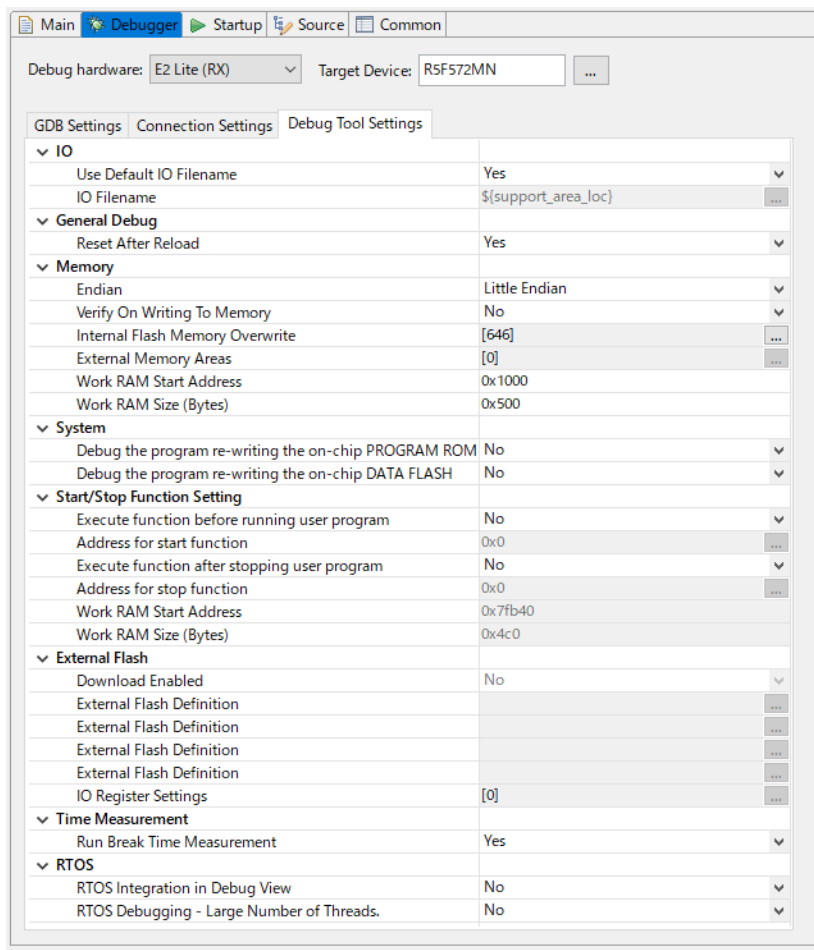 Main Debugger Startup Source Common
Debug hardware: E2 Lite (RX) Target Device: R5F572MN ...
GDB Settings Connection Settings Debug Tool Settings
IO
Use Default IO Filename Yes
IO Filename ${support_area_loc} ...
General Debug
Reset After Reload Yes
Memory
Endian Little Endian
Verify On Writing To Memory No
Internal Flash Memory Overwrite [646] ...
External Memory Areas [0] ...
Work RAM Start Address 0x1000
Work RAM Size (Bytes) 0x500
System
Debug the program re-writing the on-chip PROGRAM ROM No
Debug the program re-writing the on-chip DATA FLASH No
Start/Stop Function Setting
Execute function before running user program No
Address for start function 0x0 ...
Execute function after stopping user program No
Address for stop function 0x0 ...
Work RAM Start Address 0x7fb40
Work RAM Size (Bytes) 0x4c0
External Flash
Download Enabled No
External Flash Definition ...
External Flash Definition ...
External Flash Definition ...
External Flash Definition ...
IO Register Settings [0] ...
Time Measurement
Run Break Time Measurement Yes
RTOS
RTOS Integration in Debug View No
RTOS Debugging - Large Number of Threads. No